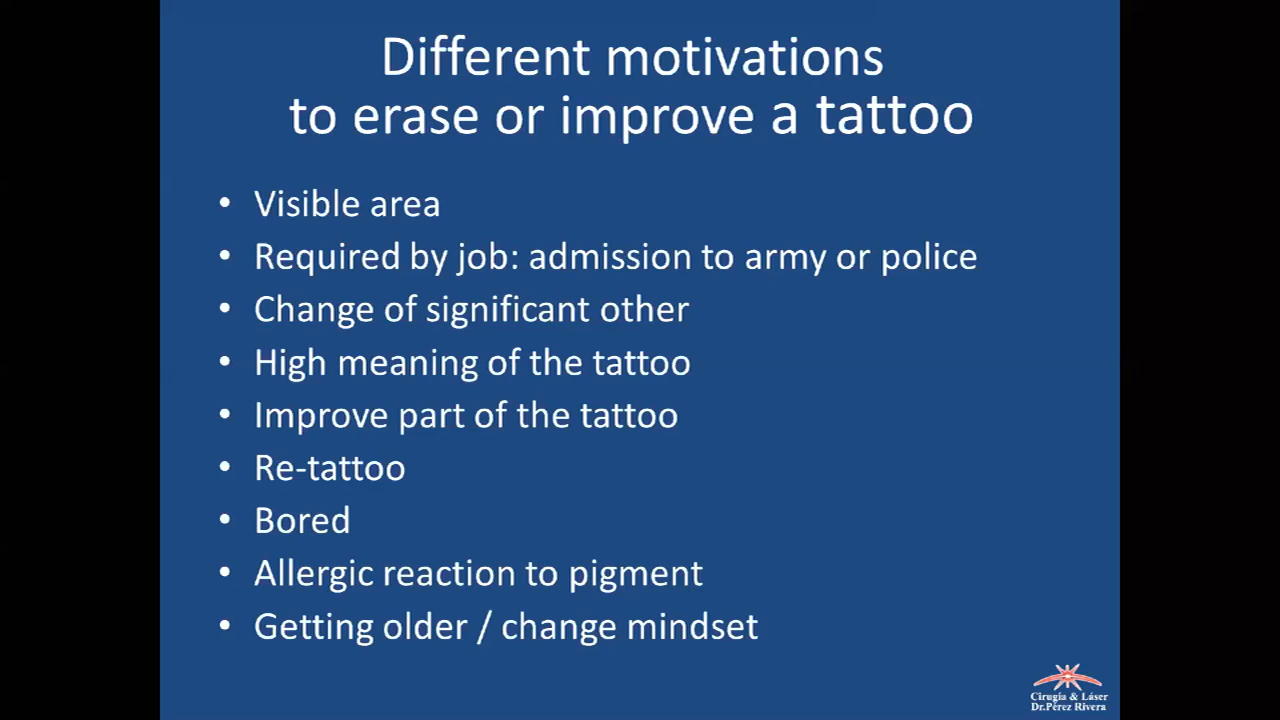 Different motivations
to erase or improve a tattoo
• Visible area
• Required by job: admission to army or police
• Change of significant other
• High meaning of the tattoo
• Improve part of the tattoo
• Re-tattoo
• Bored
• Allergic reaction to pigment
• Getting older / change mindset
Cirugía & Láser
Dr.Pérez Rivera